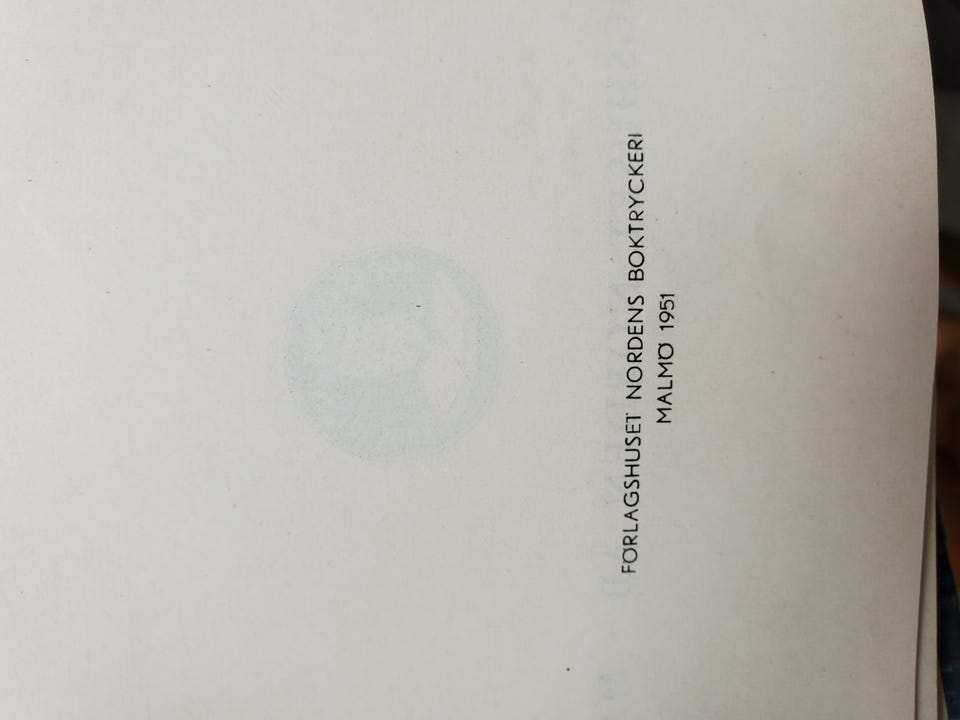 FÖRLAGSHUSET NORDENS BOKTRYCKERI
MALMÖ 1951